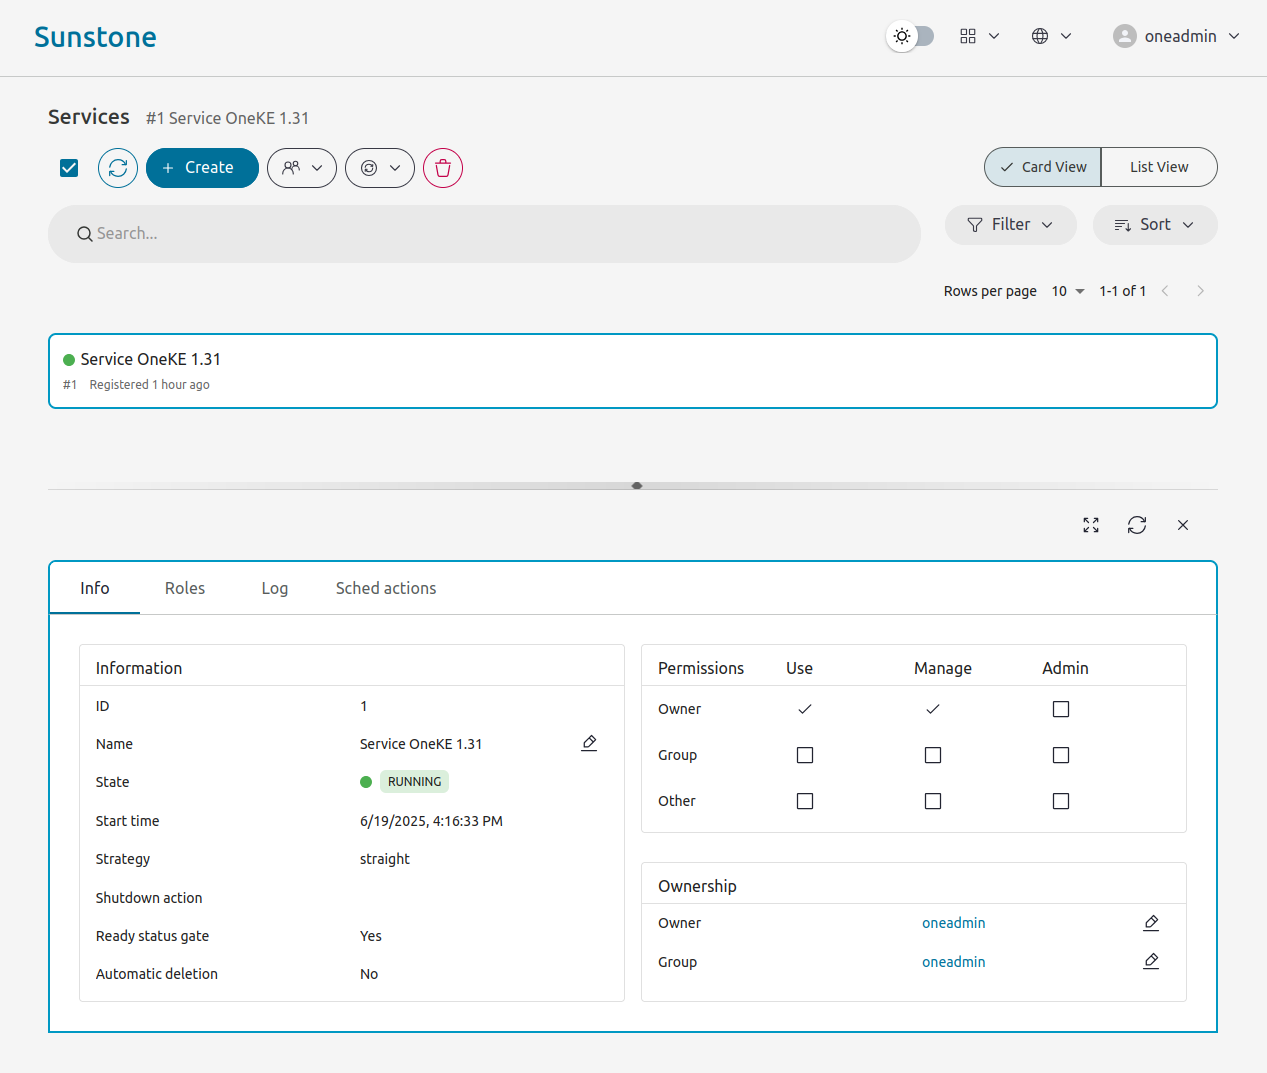 Sunstone
oneadmin
Services #1 Service OneKE 1.31
Create
Card View
List View
Search...
Filter
Sort
Rows per page 10 1-1 of 1
Service OneKE 1.31
#1 Registered 1 hour ago
Info Roles Log Sched actions
Information
ID 1
Name Service OneKE 1.31
State RUNNING
Start time 6/19/2025, 4:16:33 PM
Strategy straight
Shutdown action
Ready status gate Yes
Automatic deletion No
Permissions Use Manage Admin
Owner
Group
Other
Ownership
Owner oneadmin
Group oneadmin